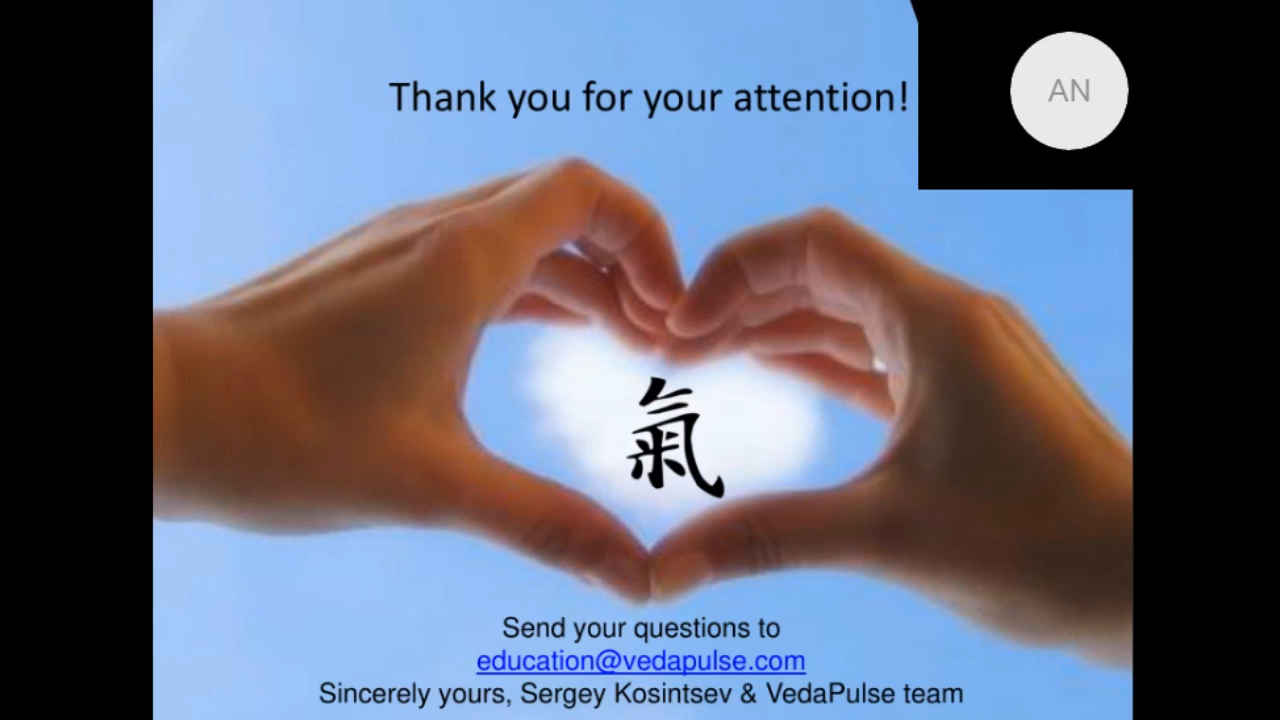 Thank you for your attention!
AN
氣
Send your questions to
education@vedapulse.com
Sincerely yours, Sergey Kosintsev & VedaPulse team